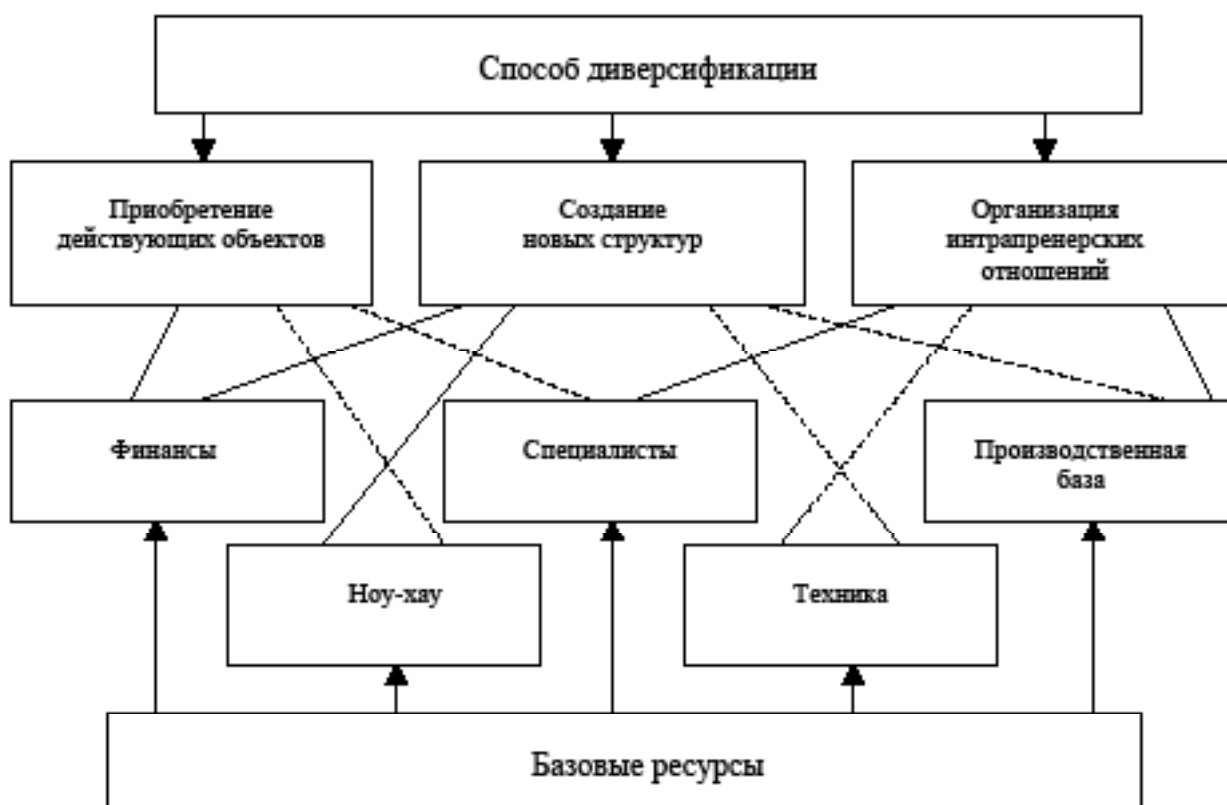 Способ диверсификации
Приобретение
действующих объектов
Создание
новых структур
Организация
интрапренерских
отношений
Финансы
Специалисты
Производственная
база
Ноу-хау
Техника
Базовые ресурсы